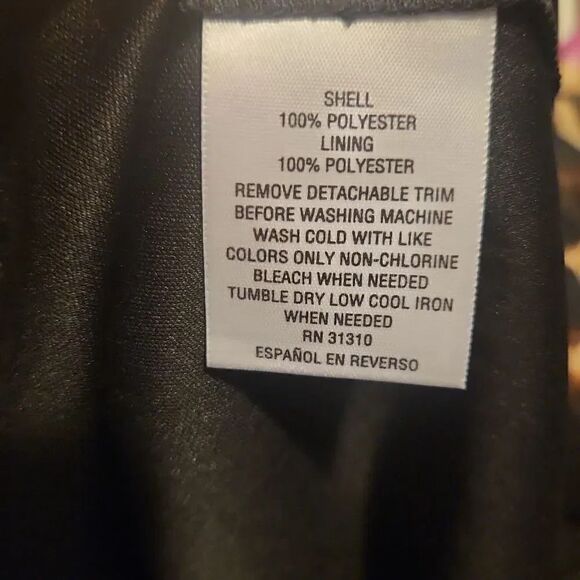 SHELL
100% POLYESTER
LINING
100% POLYESTER
REMOVE DETACHABLE TRIM
BEFORE WASHING MACHINE
WASH COLD WITH LIKE
COLORS ONLY NON-CHLORINE
BLEACH WHEN NEEDED
TUMBLE DRY LOW COOL IRON
WHEN NEEDED
RN 31310
ESPAÑOL EN REVERSO